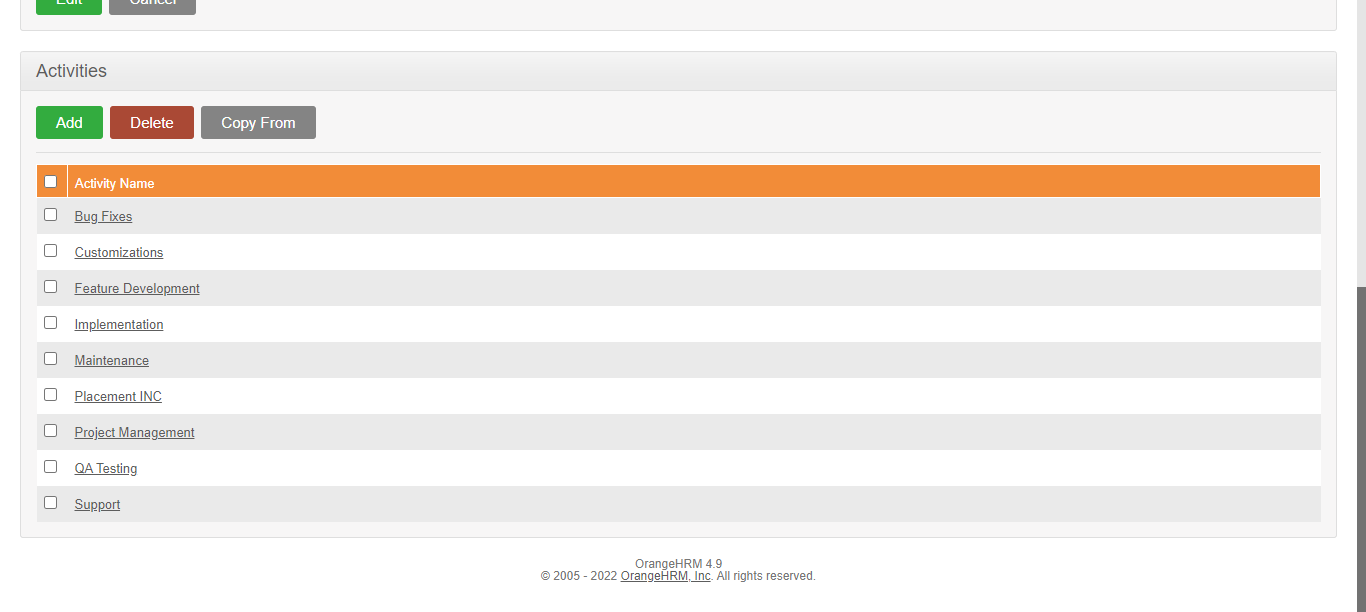 Edit Cancel
Activities
Add Delete Copy From
Activity Name
Bug Fixes
Customizations
Feature Development
Implementation
Maintenance
Placement INC
Project Management
QA Testing
Support
OrangeHRM 4.9
© 2005 - 2022 OrangeHRM, Inc. All rights reserved.